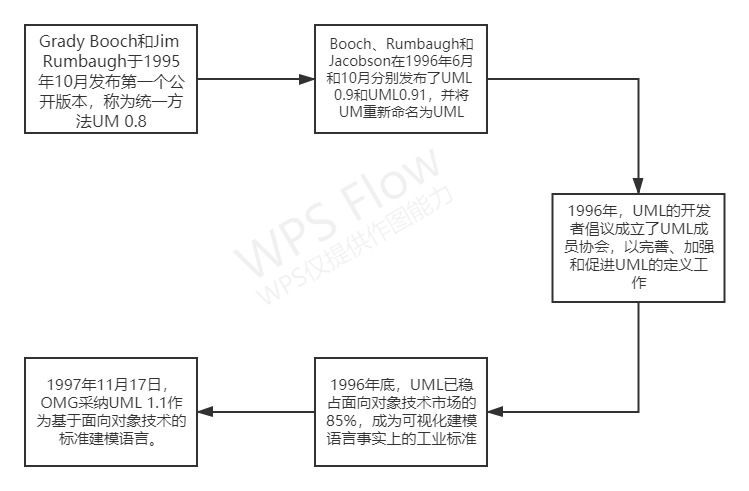 Grady Booch和Jim
Rumbaugh于1995
年10月发布第一个公
开版本，称为统一方
法UM 0.8
Booch、Rumbaugh和
Jacobson在1996年6月
和10月分别发布了UML
0.9和UML0.91，并将
UM重新命名为UML
1996年，UML的开发
者倡议成立了UML成
员协会，以完善、加强
和促进UML的定义工
作
1996年底，UML已稳
占面向对象技术市场的
85%，成为可视化建模
语言事实上的工业标准
1997年11月17日，
OMG采纳UML 1.1作
为基于面向对象技术的
标准建模语言。
WPS Flow
WPS仅提供作图能力